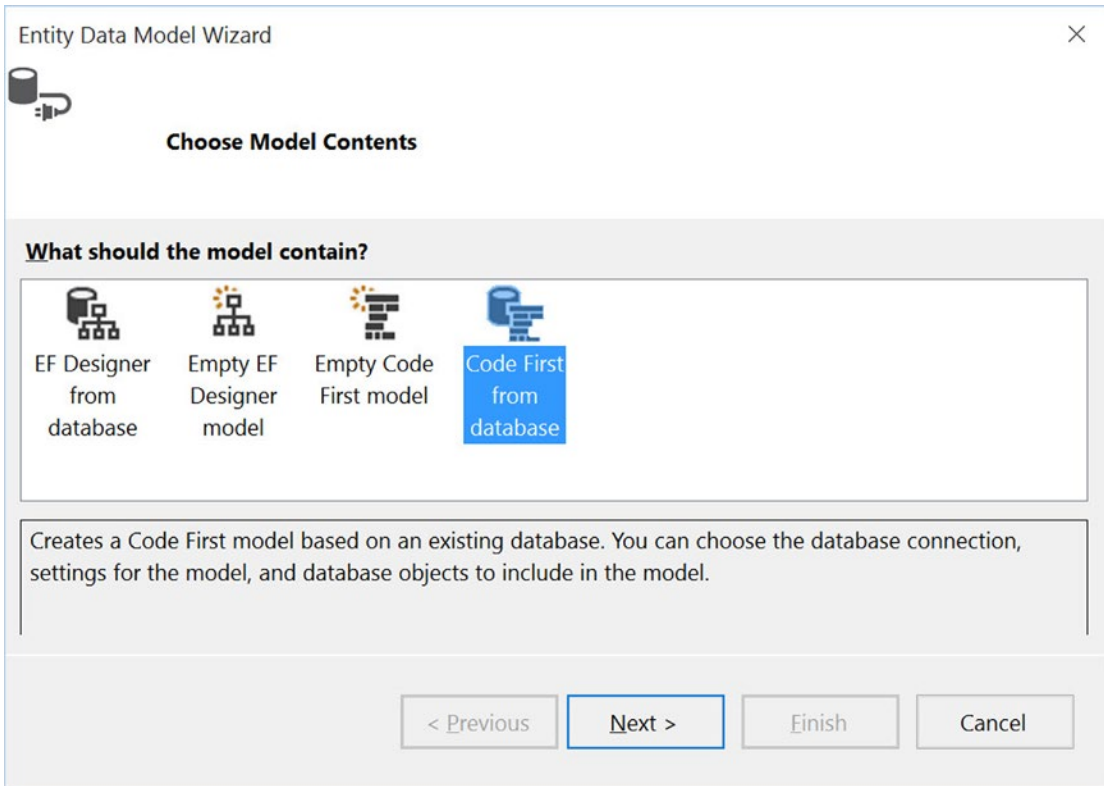 Entity Data Model Wizard
Choose Model Contents
What should the model contain?
EF Designer
from
database
Empty EF
Designer
model
Empty Code
First model
Code First
from
database
Creates a Code First model based on an existing database. You can choose the database connection,
settings for the model, and database objects to include in the model.
< Previous
Next >
Finish
Cancel